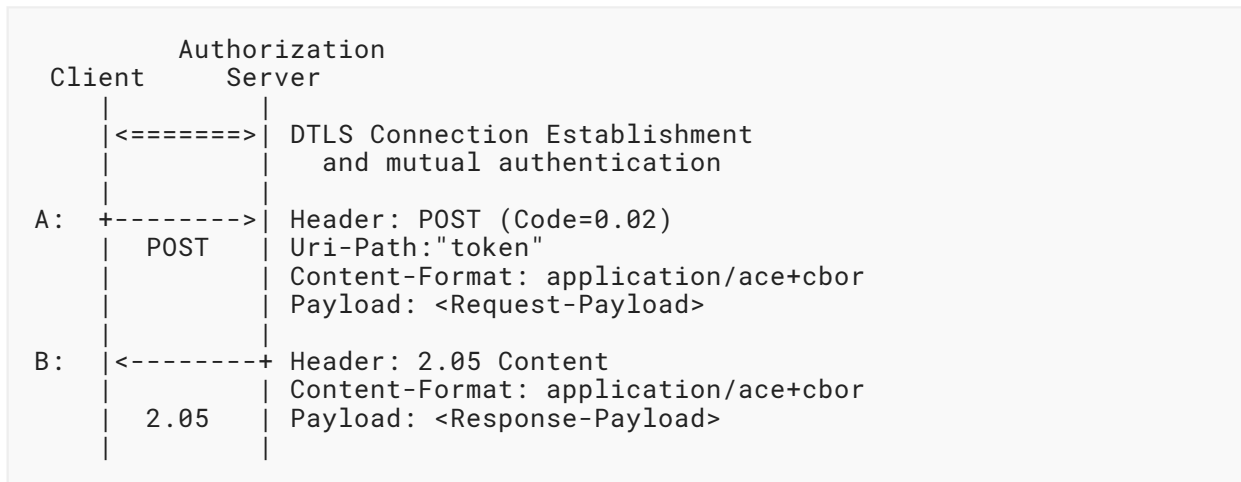 Authorization
 Client     Server
    |         |
    |<=======>| DTLS Connection Establishment
    |         |   and mutual authentication
    |         |
A:  +-------->| Header: POST (Code=0.02)
    |  POST   | Uri-Path:"token"
    |         | Content-Format: application/ace+cbor
    |         | Payload: <Request-Payload>
    |         |
B:  |<--------+ Header: 2.05 Content
    |         | Content-Format: application/ace+cbor
    |  2.05   | Payload: <Response-Payload>
    |         |